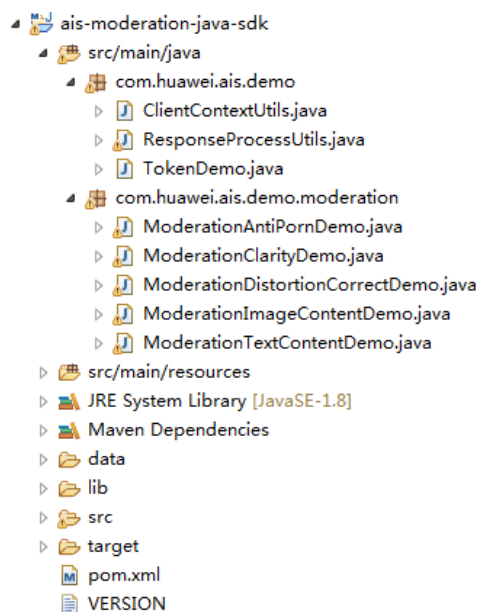 ais-moderation-java-sdk
src/main/java
com.huawei.ais.demo
ClientContextUtils.java
ResponseProcessUtils.java
TokenDemo.java
com.huawei.ais.demo.moderation
ModerationAntiPornDemo.java
ModerationClarityDemo.java
ModerationDistortionCorrectDemo.java
ModerationImageContentDemo.java
ModerationTextContentDemo.java
src/main/resources
JRE System Library [JavaSE-1.8]
Maven Dependencies
data
lib
src
target
pom.xml
VERSION